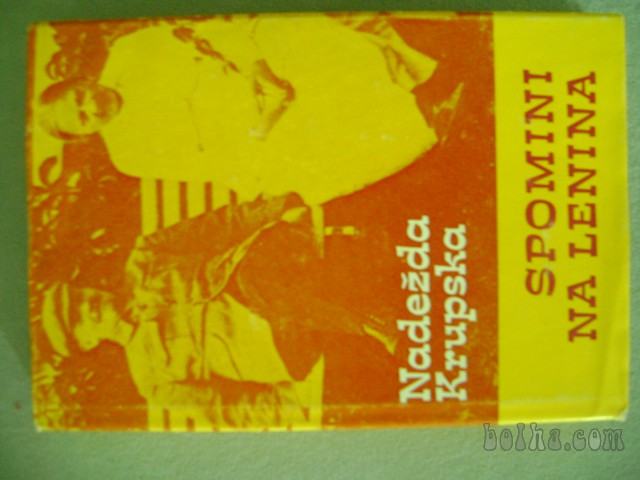 Nadežda
Krupska
SPOMINI
NA LENINA
bolha.com